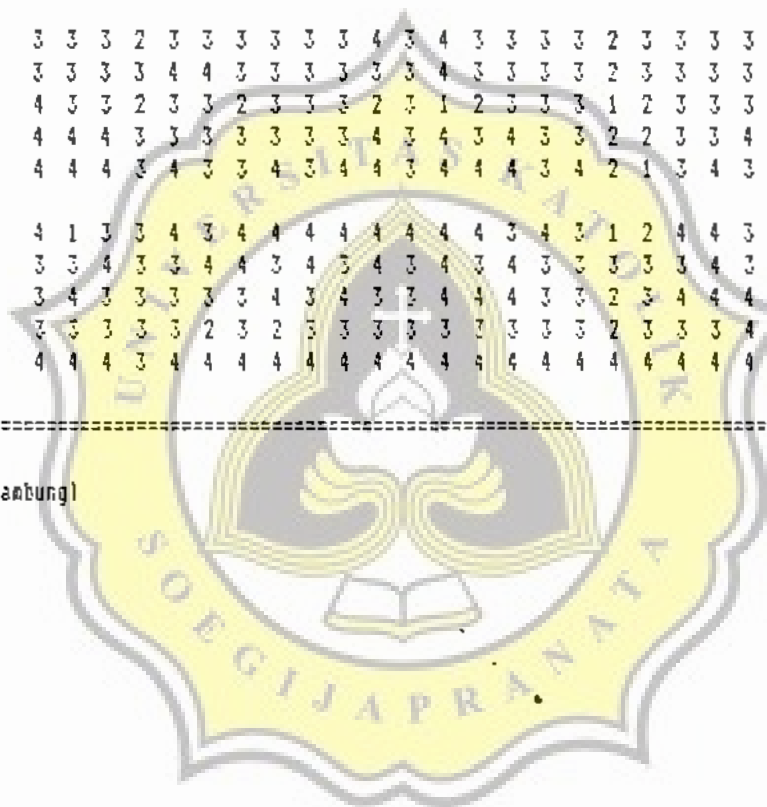 3 3 3 2 3 3 3 3 3 3 4 3 4 3 3 3 3 2 3 3 3 3
3 3 3 3 4 4 3 3 3 3 3 3 4 3 3 3 3 2 3 3 3 3
4 3 3 2 3 3 2 3 3 3 2 3 1 2 3 3 3 1 2 3 3 3
4 4 4 3 3 3 3 3 3 3 4 3 4 3 4 3 3 2 2 3 3 4
4 4 4 3 4 3 3 4 3 4 4 3 4 4 4 3 4 2 1 3 4 3
4 1 3 3 4 3 4 4 4 4 4 4 4 4 3 4 3 1 2 4 4 3
3 3 4 3 3 4 4 3 4 3 4 3 4 3 4 3 3 3 3 3 4 3
3 4 3 3 3 3 3 4 3 4 3 3 4 4 4 3 3 2 3 4 4 4
3 3 3 3 3 2 3 2 3 3 3 3 3 3 3 3 3 2 3 3 3 4
4 4 4 3 4 4 4 4 4 4 4 4 4 4 4 4 4 4 4 4 4 4
ambung)
UNIVERSITAS KATOLIK
SOEGIJAPRANATA